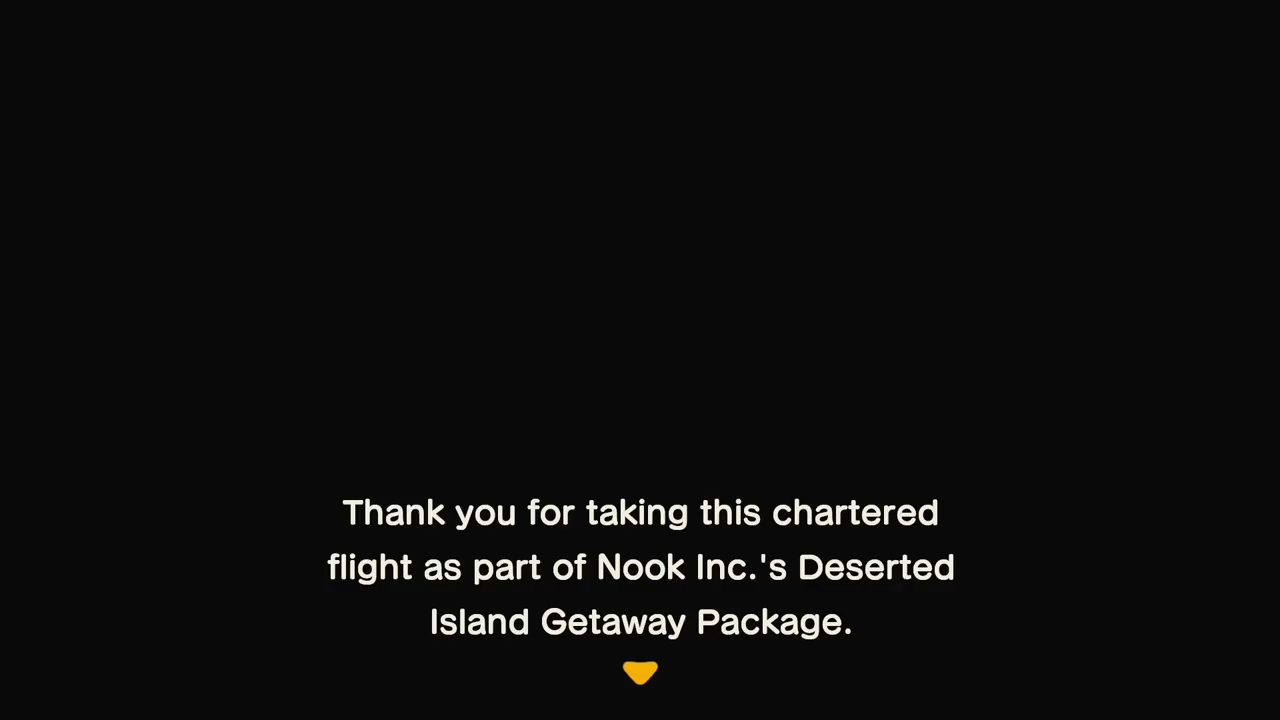 Thank you for taking this chartered
flight as part of Nook Inc.'s Deserted
Island Getaway Package.